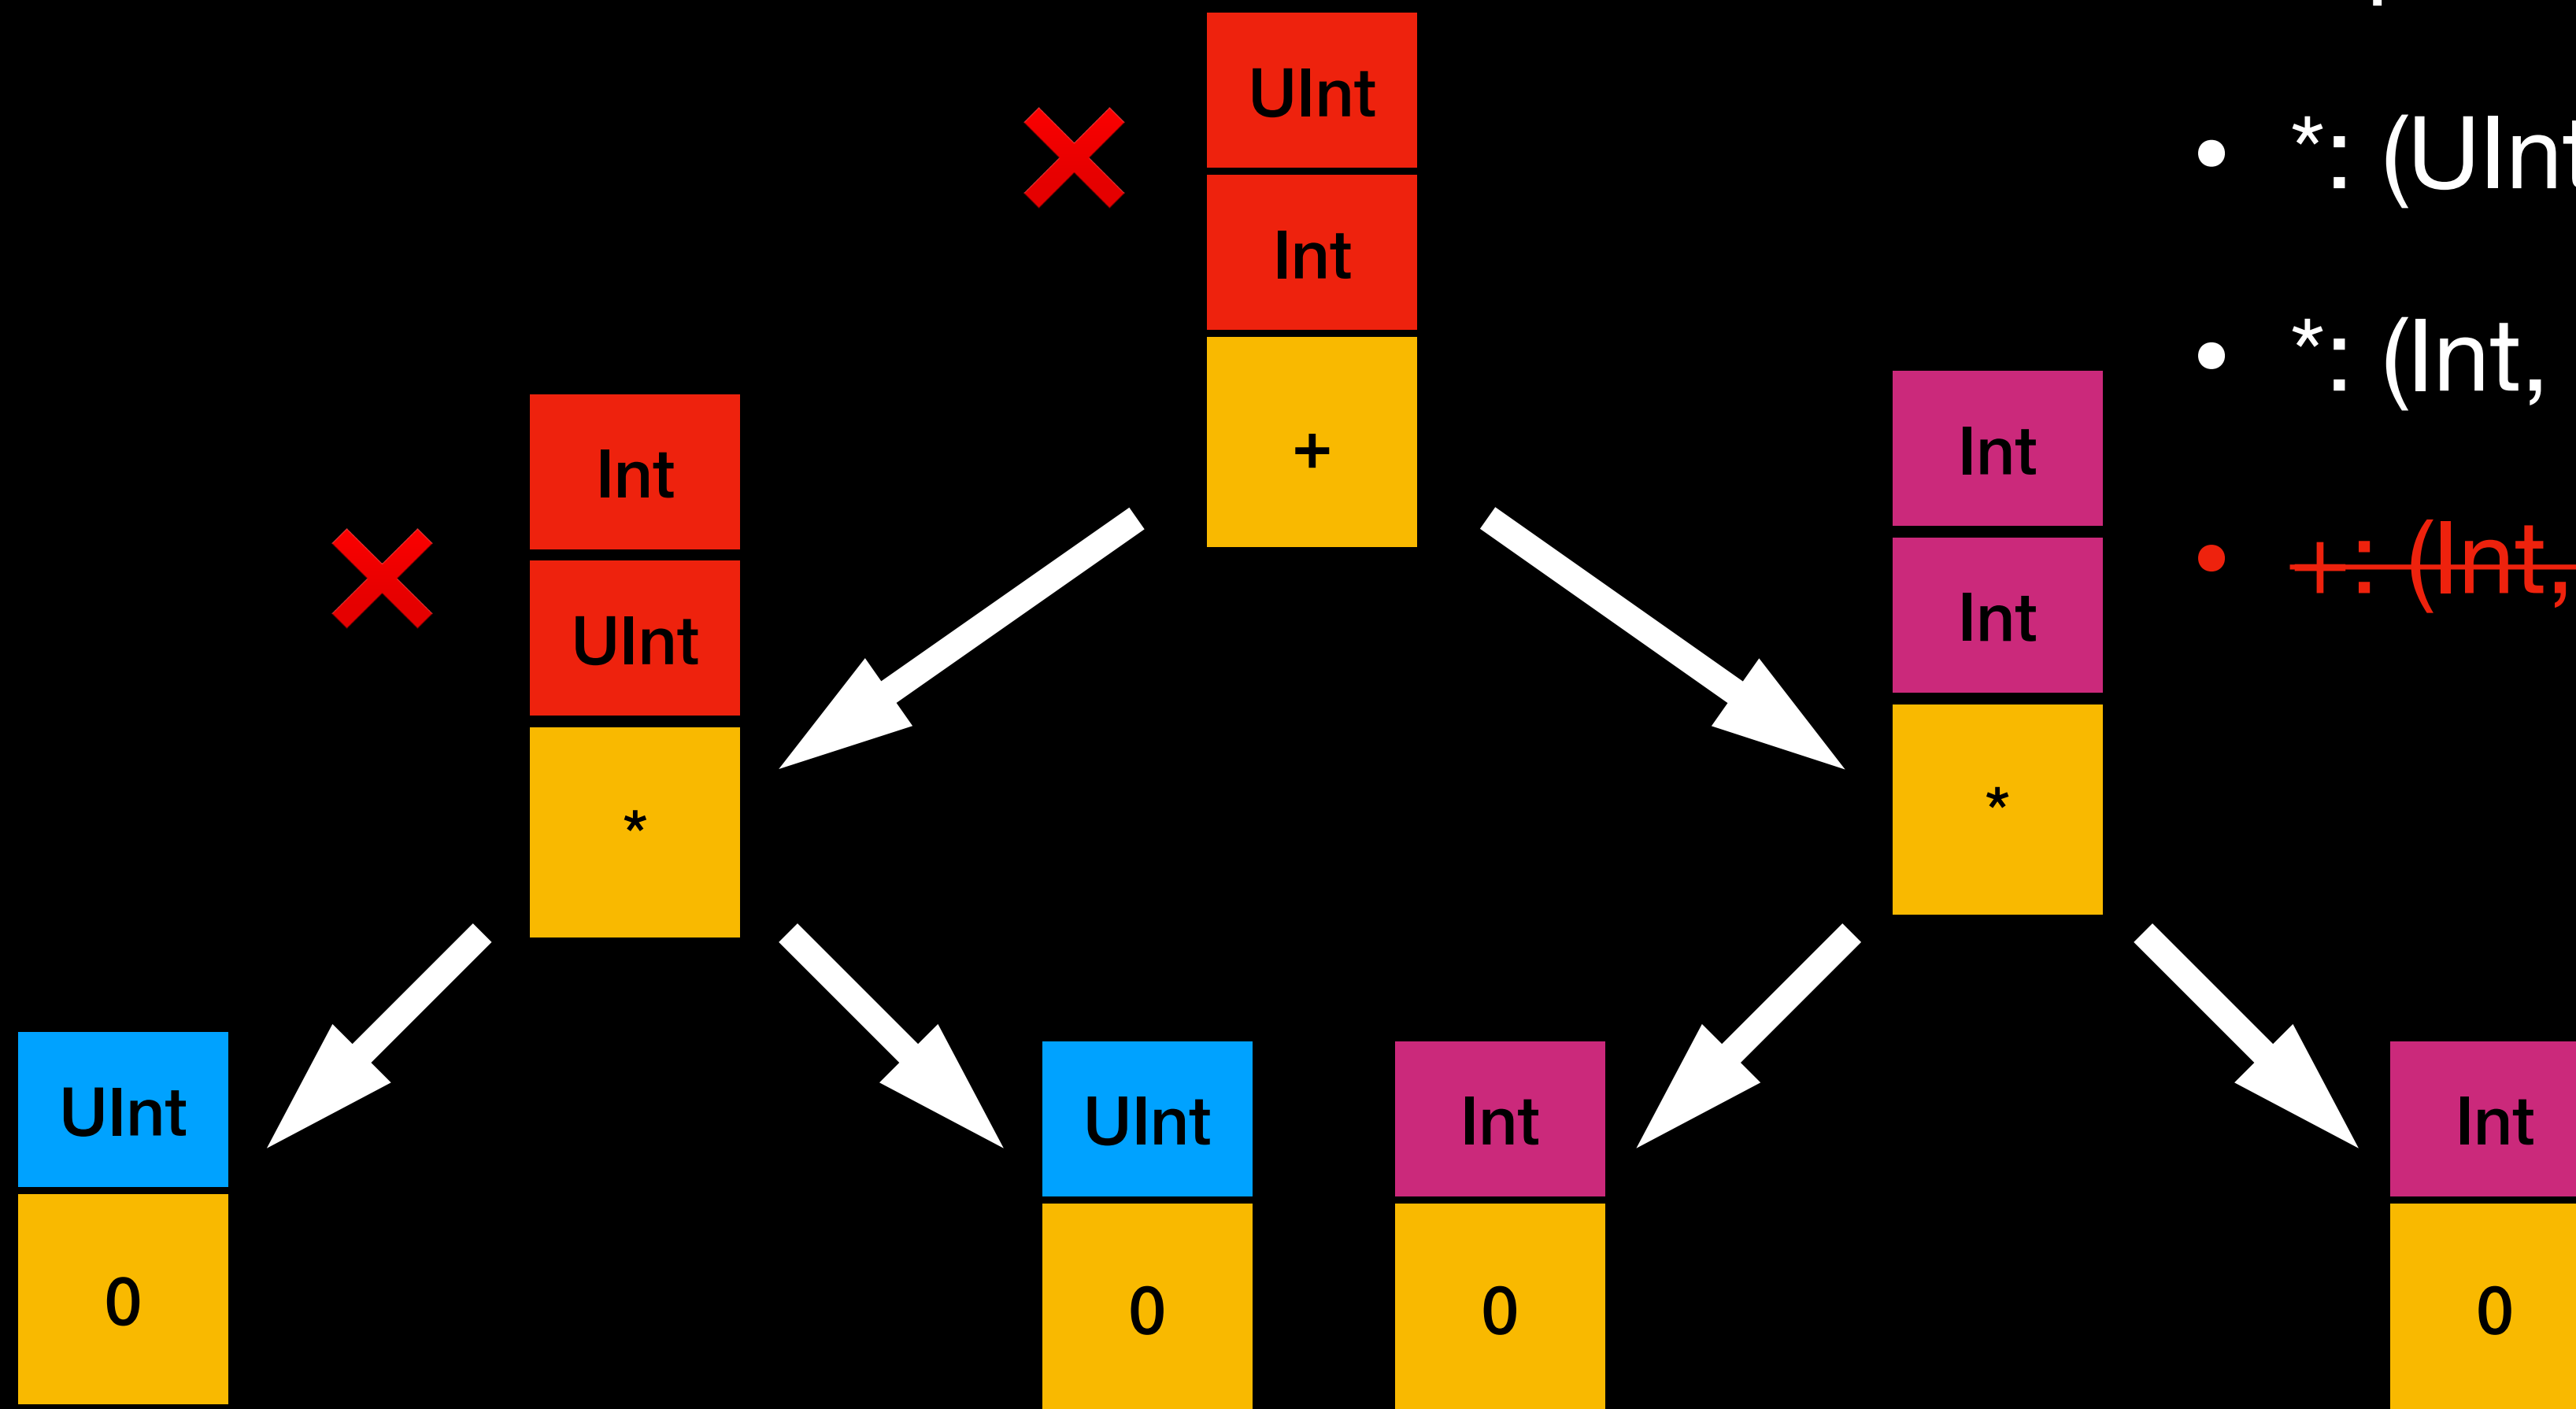 UInt
Int
+
Int
UInt
*
Int
Int
*
UInt
0
UInt
0
Int
0
Int
0
• *: (UInt
• *: (Int,
• +: (Int,